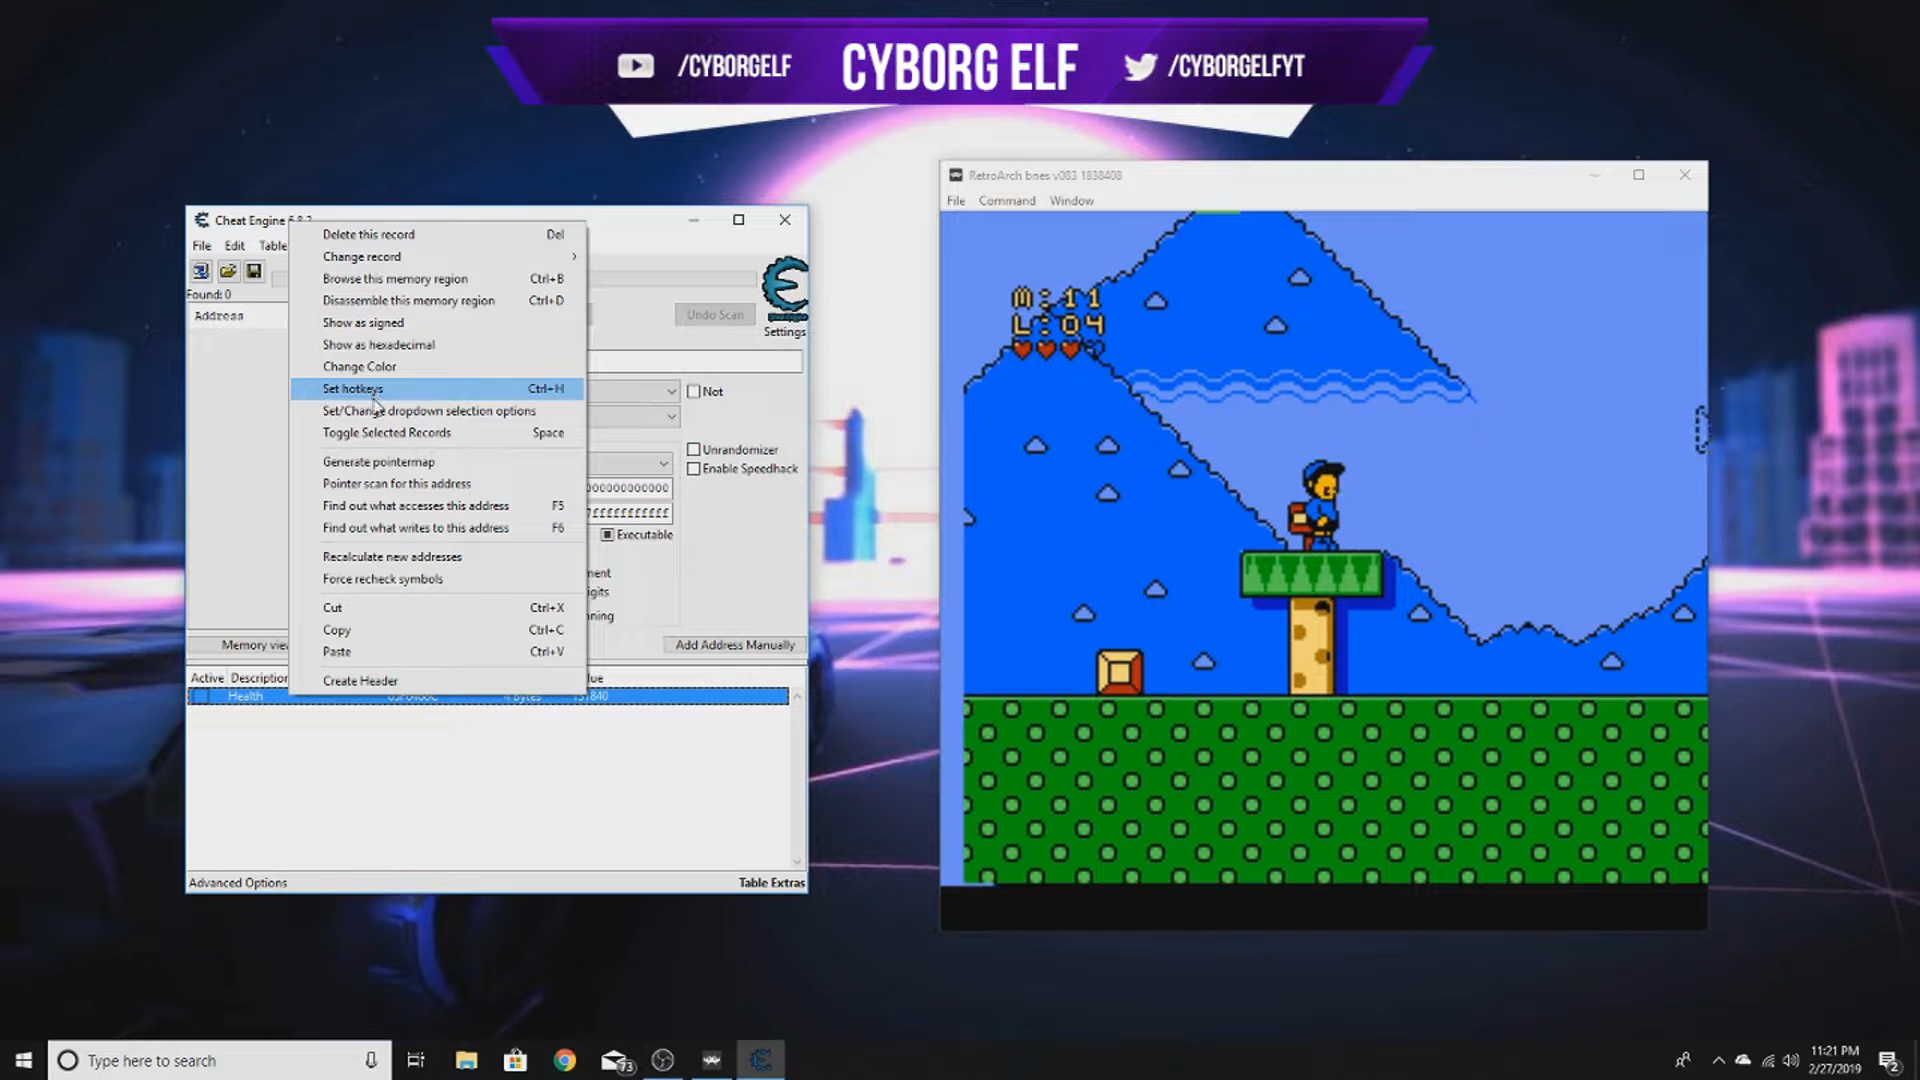 /CYBORGELF
CYBORG ELF
/CYBORGELFYT
RetroArch bnes v083 1838408
File Command Window
M:11
L:04
Cheat Engine
File Edit Table
Found: 0
Address
Undo Scan
Settings
Not
Unrandomizer
Enable Speedhack
Executable
Delete this record Del
Change record
Browse this memory region Ctrl+B
Disassemble this memory region Ctrl+D
Show as signed
Show as hexadecimal
Change Color
Set hotkeys Ctrl+H
Set/Change dropdown selection options
Toggle Selected Records Space
Generate pointermap
Pointer scan for this address
Find out what accesses this address F5
Find out what writes to this address F6
Recalculate new addresses
Force recheck symbols
Cut Ctrl+X
Copy Ctrl+C
Paste Ctrl+V
Create Header
Memory view
Add Address Manually
Active Description
Health
Advanced Options
Table Extras
Type here to search
73
11:21 PM
2/27/2019
2